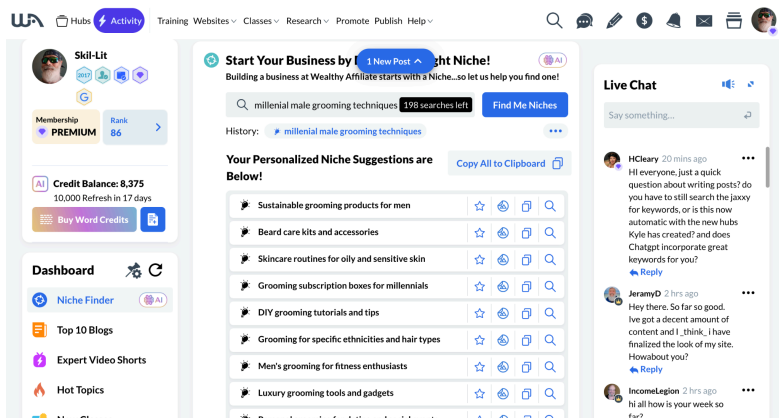 WA Hubs Activity Training Websites Classes Research Promote Publish Help
Skil-Lit
2017
G
Membership
PREMIUM
Rank
86
AI Credit Balance: 8,375
10,000 Refresh in 17 days
Buy Word Credits
Dashboard
Niche Finder AI
Top 10 Blogs
Expert Video Shorts
Hot Topics
Start Your Business by ght Niche! AI
1 New Post
Building a business at Wealthy Affiliate starts with a Niche...so let us help you find one!
millenial male grooming techniques 198 searches left Find Me Niches
History: millenial male grooming techniques
Your Personalized Niche Suggestions are
Below!
Copy All to Clipboard
Sustainable grooming products for men
Beard care kits and accessories
Skincare routines for oily and sensitive skin
Grooming subscription boxes for millennials
DIY grooming tutorials and tips
Grooming for specific ethnicities and hair types
Men's grooming for fitness enthusiasts
Luxury grooming tools and gadgets
Live Chat
Say something...
HCleary 20 mins ago
HI everyone, just a quick
question about writing posts? do
you have to still search the jaxxy
for keywords, or is this now
automatic with the new hubs
Kyle has created? and does
Chatgpt incorporate great
keywords for you?
Reply
JeramyD 2 hrs ago
Hey there. So far so good.
Ive got a decent amount of
content and I _think_ i have
finalized the look of my site.
Howabout you?
Reply
IncomeLegion 2 hrs ago
hi all how is your week so
far?